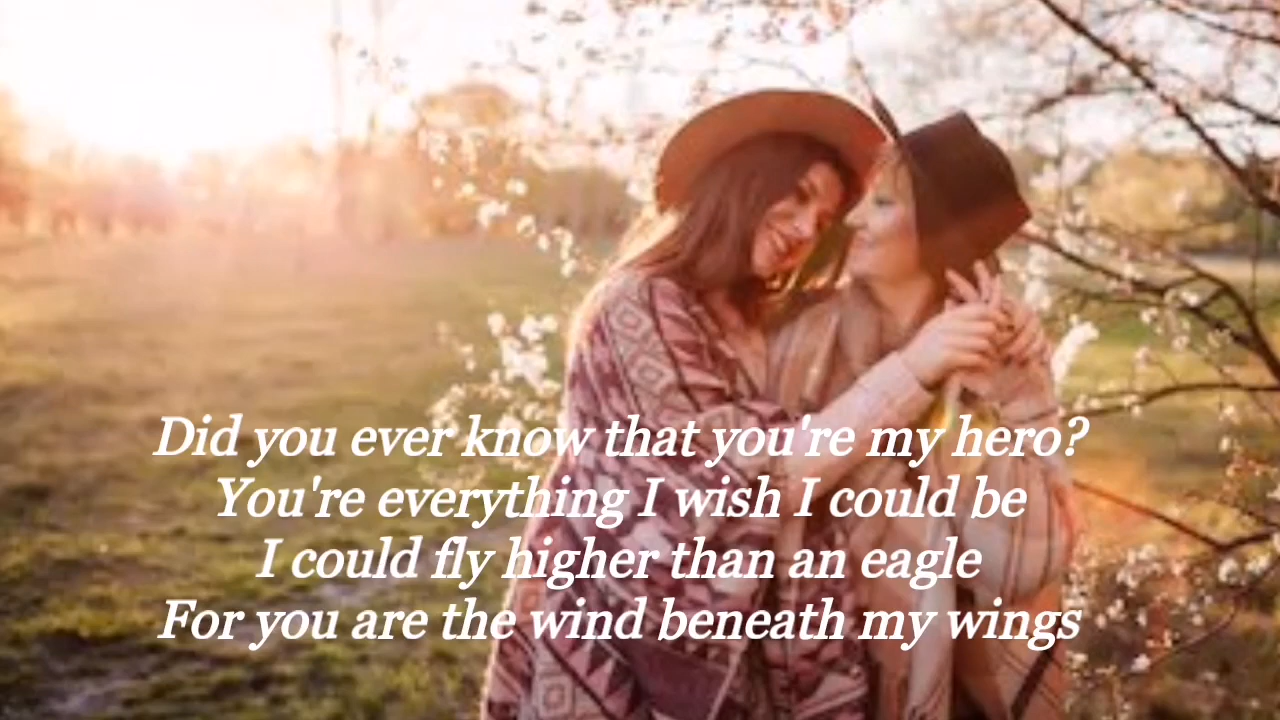 Did you ever know that you're my hero?
You're everything I wish I could be
I could fly higher than an eagle
For you are the wind beneath my wings